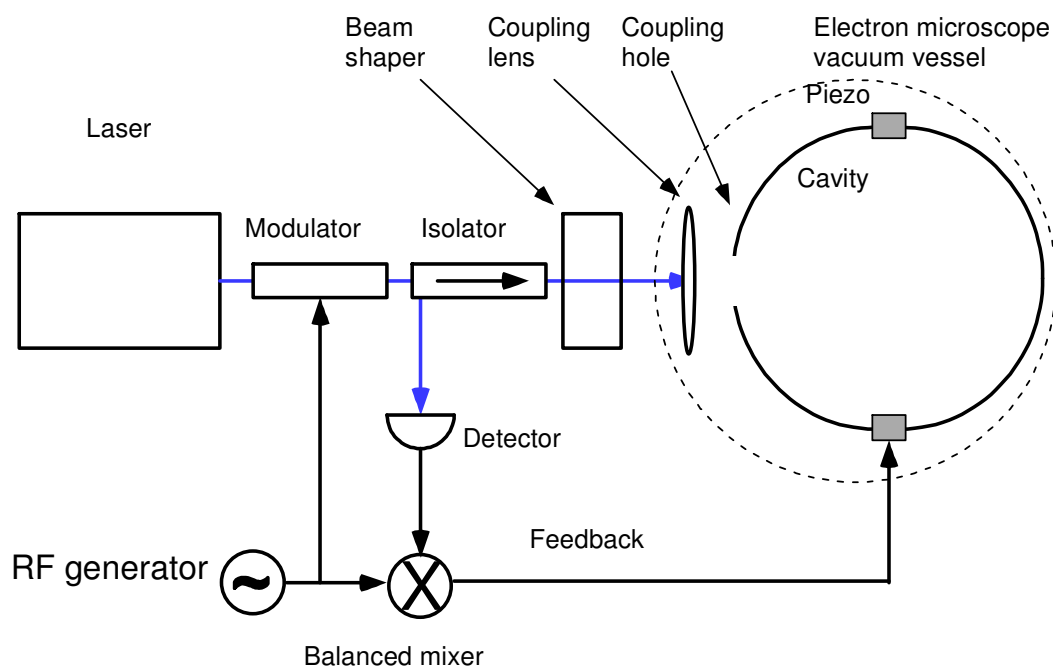 Beam
shaper
Coupling
lens
Coupling
hole
Electron microscope
vacuum vessel
Piezo
Laser
Cavity
Modulator
Isolator
Detector
Feedback
RF generator
~
X
Balanced mixer